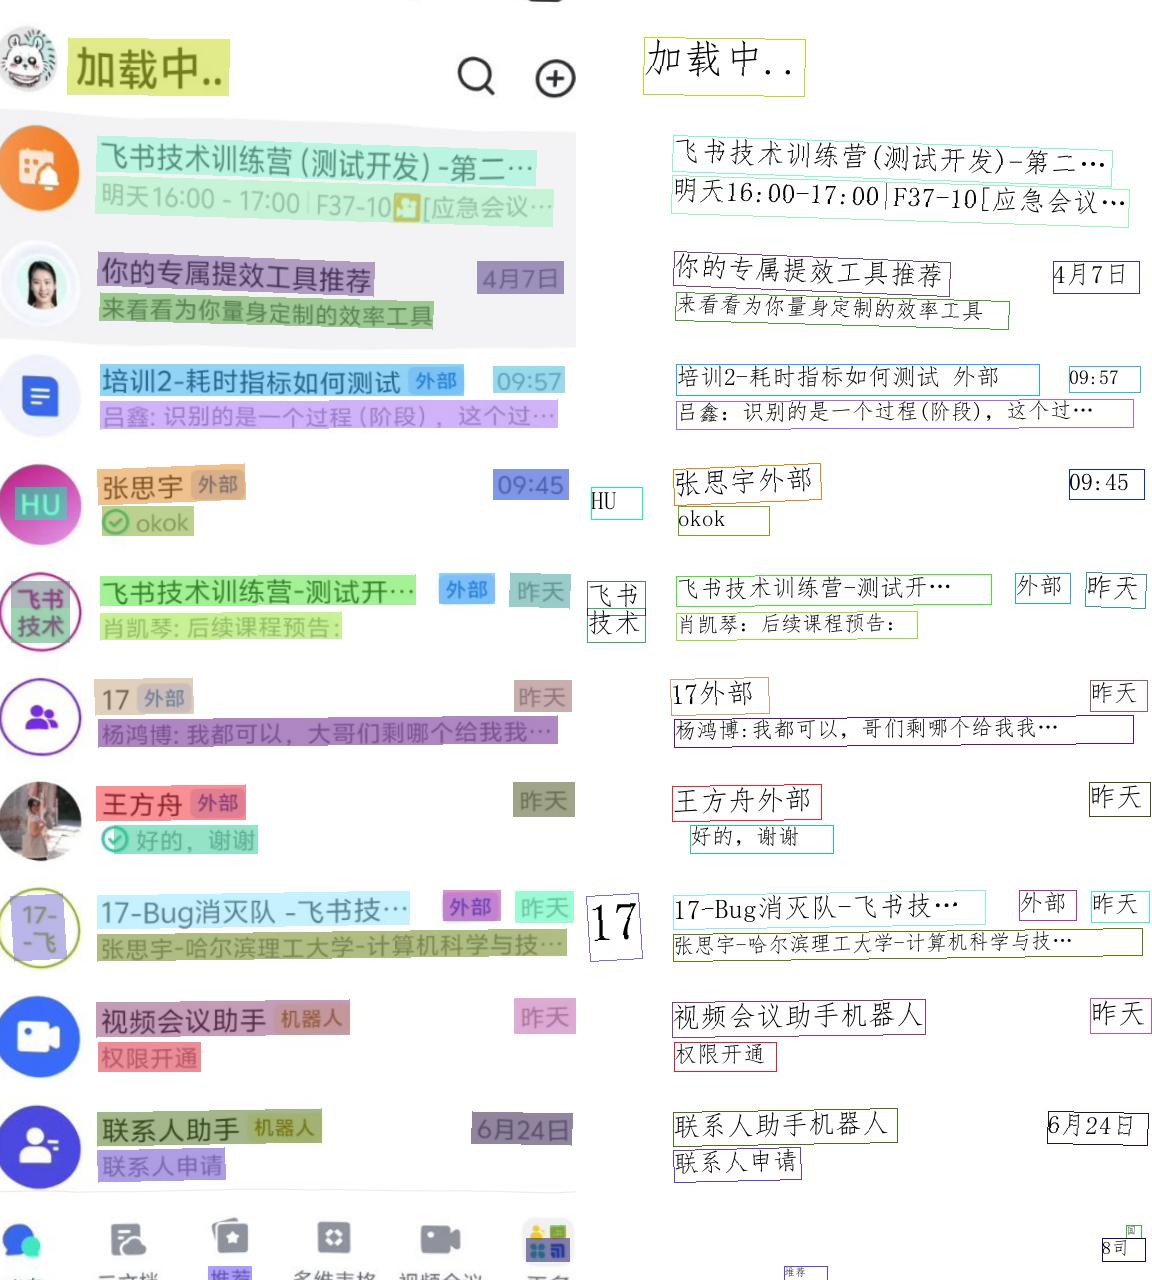 加载中..
飞书技术训练营 (测试开发) -第二…
明天16:00 - 17:00 | F37-10 [应急会议…
你的专属提效工具推荐 4月7日
来看看为你量身定制的效率工具
培训2-耗时指标如何测试 外部 09:57
吕鑫: 识别的是一个过程 (阶段) ，这个过…
HU
张思宇 外部 09:45
okok
飞书
技术
飞书技术训练营-测试开… 外部 昨天
肖凯琴: 后续课程预告:
17 外部 昨天
杨鸿博: 我都可以，大哥们剩哪个给我我…
王方舟 外部 昨天
好的，谢谢
17-
-飞
17-Bug消灭队 -飞书技… 外部 昨天
张思宇-哈尔滨理工大学-计算机科学与技…
视频会议助手 机器人 昨天
权限开通
联系人助手 机器人 6月24日
联系人申请
云文档 推荐 多维表格 视频会议
加载中..
飞书技术训练营(测试开发)-第二…
明天16:00-17:00|F37-10[应急会议…
你的专属提效工具推荐 4月7日
来看看为你量身定制的效率工具
培训2-耗时指标如何测试 外部 09:57
吕鑫: 识别的是一个过程(阶段), 这个过…
HU
张思宇外部 09:45
okok
飞书
技术
飞书技术训练营-测试开… 外部 昨天
肖凯琴: 后续课程预告:
17外部 昨天
杨鸿博:我都可以, 哥们剩哪个给我我…
王方舟外部 昨天
好的, 谢谢
17
17-Bug消灭队-飞书技… 外部 昨天
张思宇-哈尔滨理工大学-计算机科学与技…
视频会议助手机器人 昨天
权限开通
联系人助手机器人 6月24日
联系人申请
8司
推荐